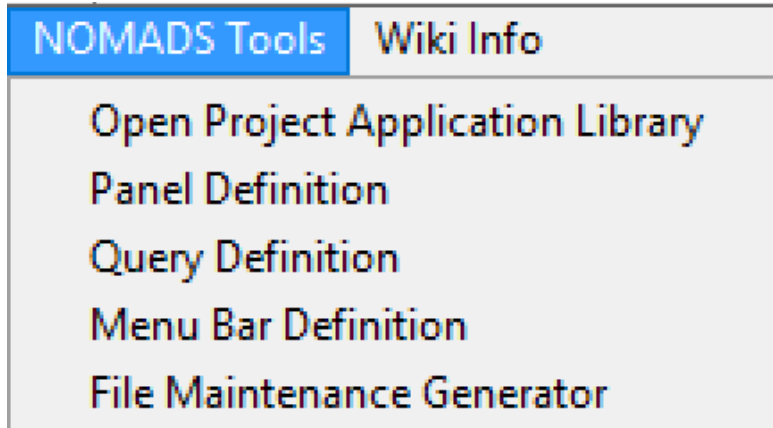 NOMADS Tools Wiki Info
Open Project Application Library
Panel Definition
Query Definition
Menu Bar Definition
File Maintenance Generator